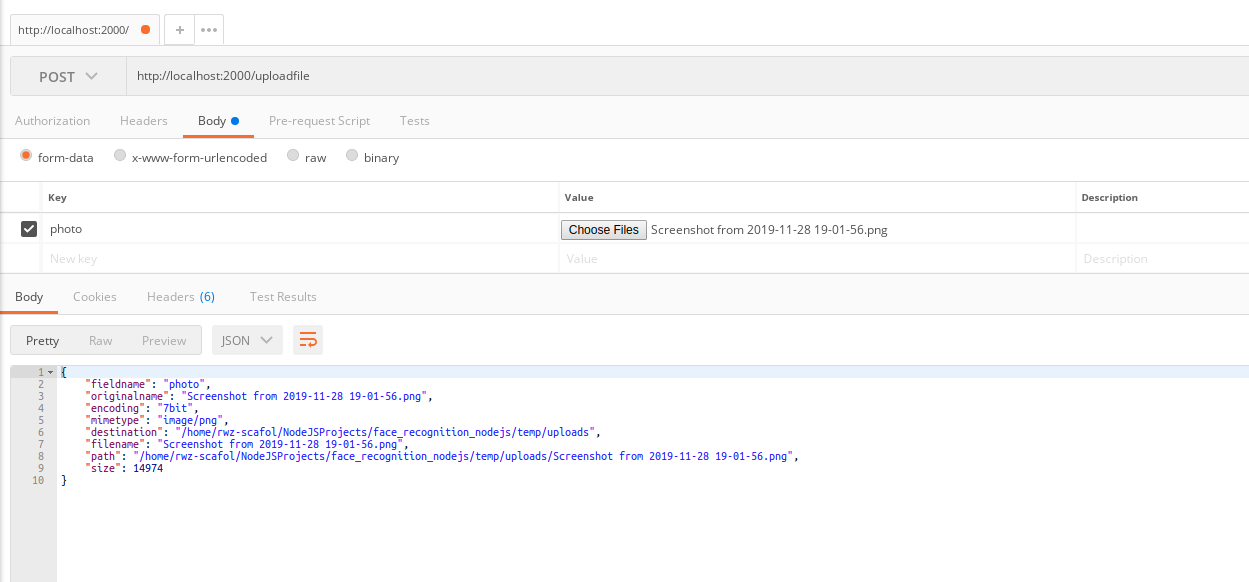 http://localhost:2000/ + •••
POST http://localhost:2000/uploadfile
Authorization Headers Body Pre-request Script Tests
form-data x-www-form-urlencoded raw binary
Key Value Description
photo Choose Files Screenshot from 2019-11-28 19-01-56.png
New key Value Description
Body Cookies Headers (6) Test Results
Pretty Raw Preview JSON
1 {
2 "fieldname": "photo",
3 "originalname": "Screenshot from 2019-11-28 19-01-56.png",
4 "encoding": "7bit",
5 "mimetype": "image/png",
6 "destination": "/home/rwz-scafol/NodeJSProjects/face_recognition_nodejs/temp/uploads",
7 "filename": "Screenshot from 2019-11-28 19-01-56.png",
8 "path": "/home/rwz-scafol/NodeJSProjects/face_recognition_nodejs/temp/uploads/Screenshot from 2019-11-28 19-01-56.png",
9 "size": 14974
10 }